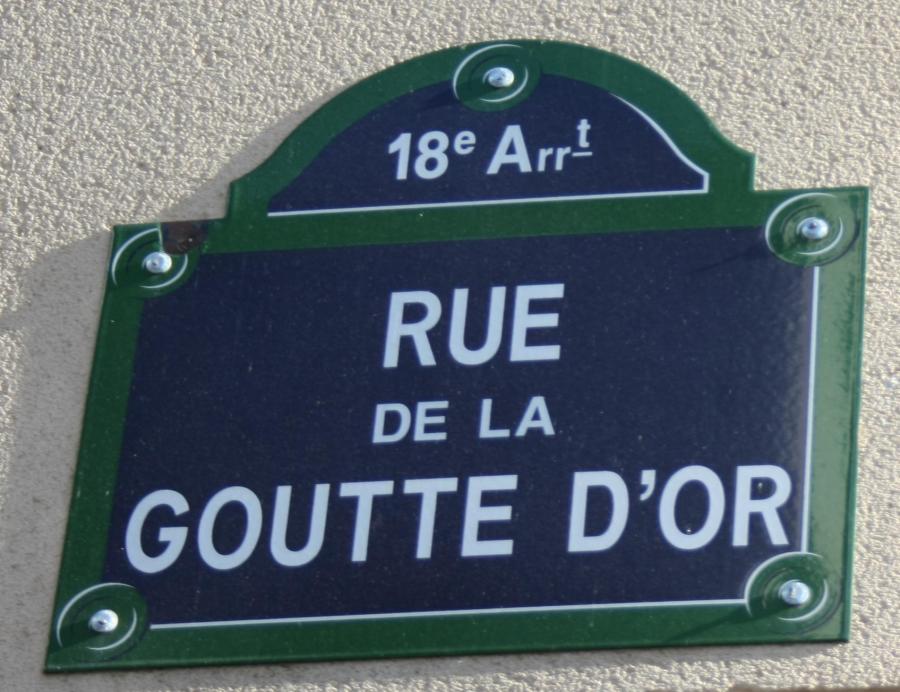 18e Arrt
RUE
DE LA
GOUTTE D'OR